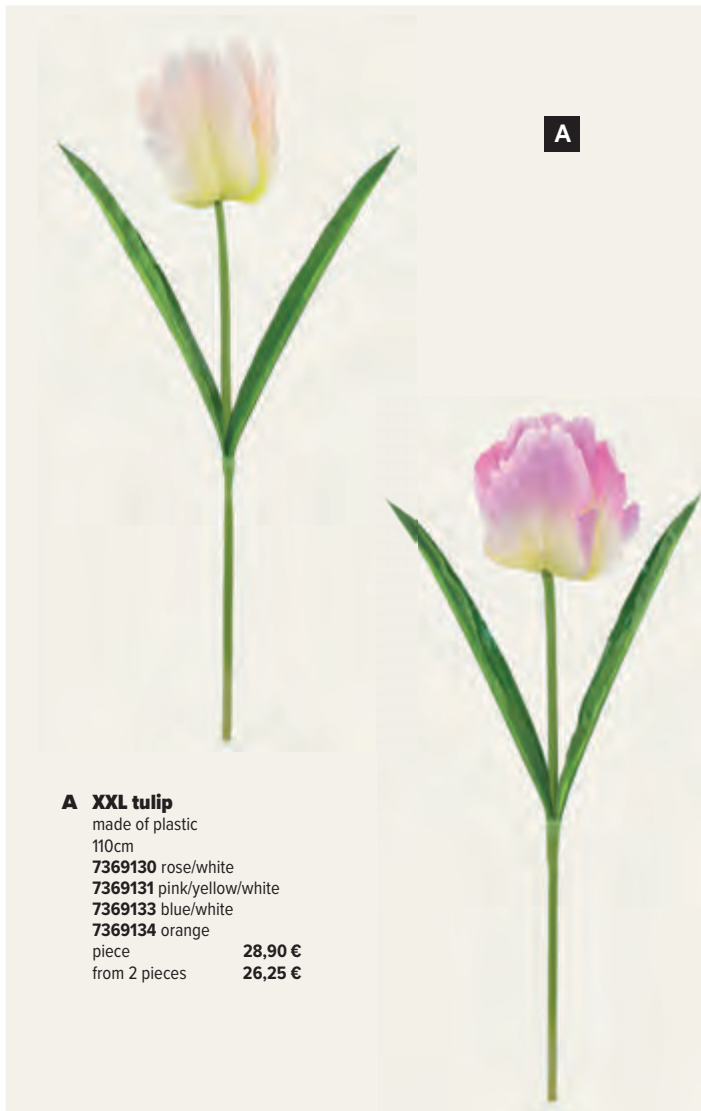 A
A XXL tulip
made of plastic
110cm
7369130 rose/white
7369131 pink/yellow/white
7369133 blue/white
7369134 orange
piece 28,90 €
from 2 pieces 26,25 €